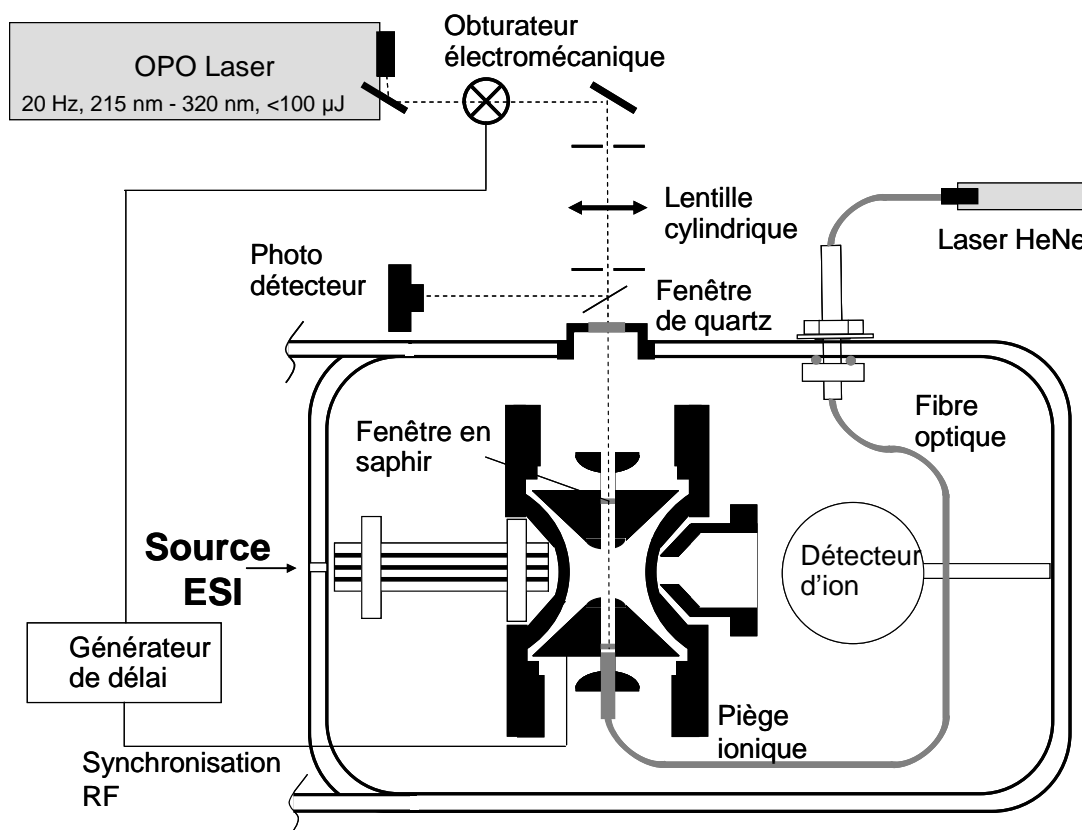 OPO Laser
20 Hz, 215 nm - 320 nm, <100 µJ
Obturateur
électromécanique
Lentille
cylindrique
Laser HeNe
Photo
détecteur
Fenêtre
de quartz
Fenêtre en
saphir
Fibre
optique
Source
ESI
Détecteur
d'ion
Générateur
de délai
Piège
ionique
Synchronisation
RF